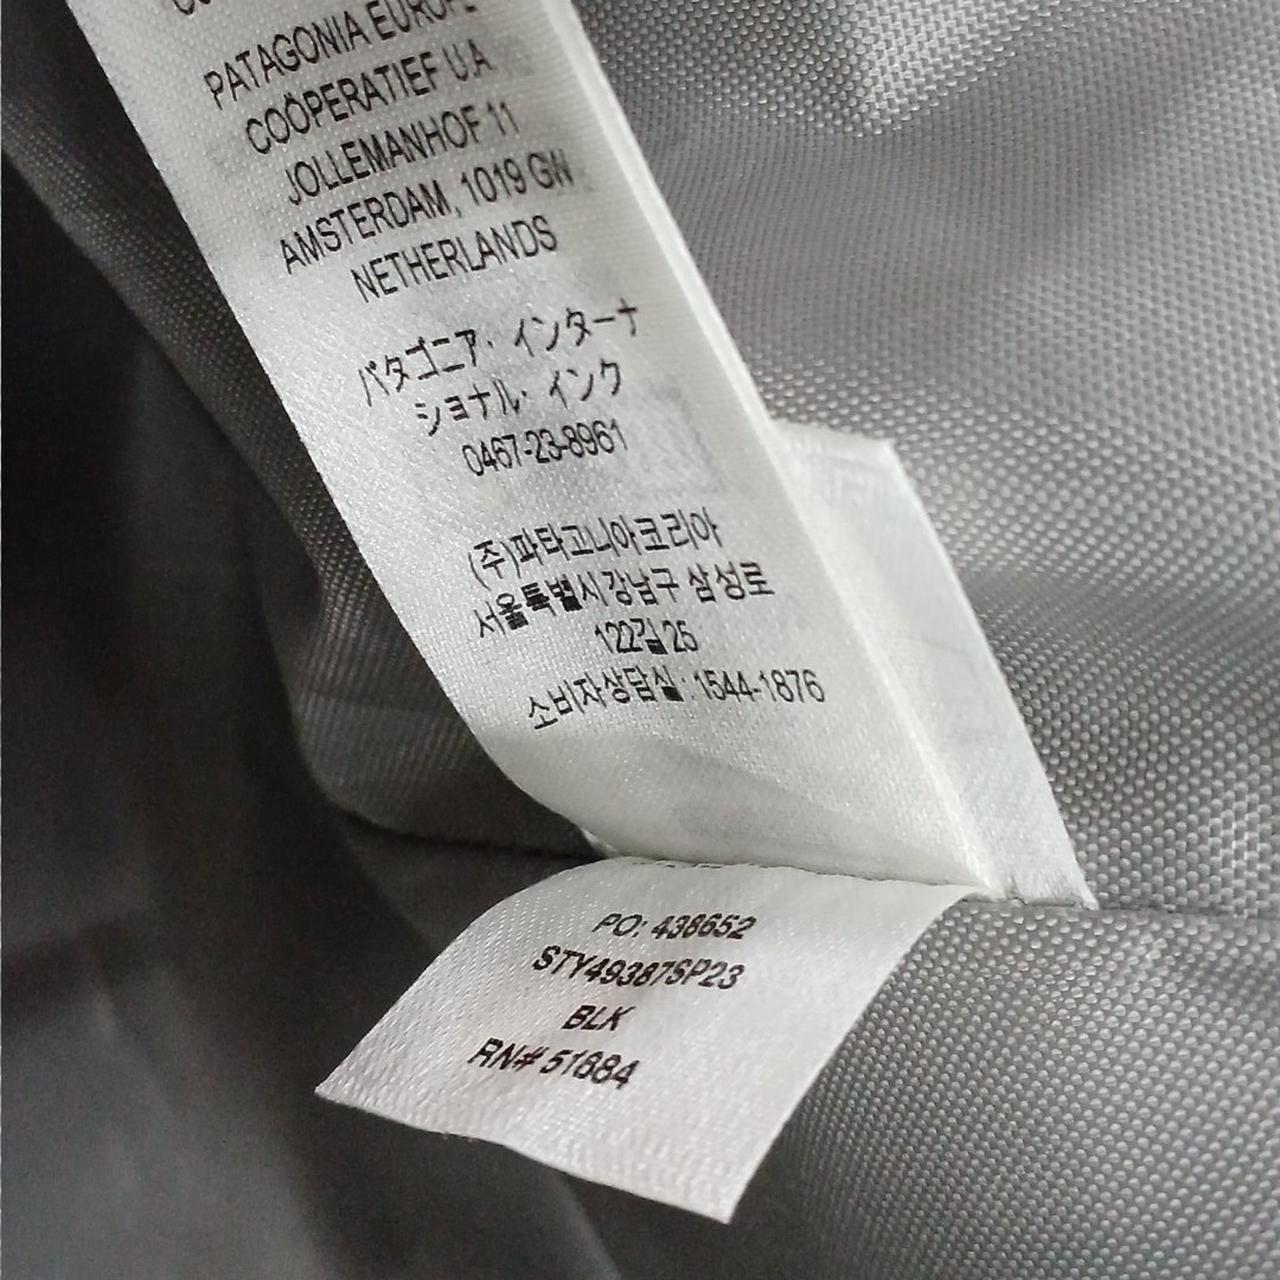 PATAGONIA EUROPE
COÖPERATIEF U.A
JOLLEMANHOF 11
AMSTERDAM, 1019 GW
NETHERLANDS
パタゴニア・インターナ
ショナル・インク
0467-23-8961
(주)파타고니아코리아
서울특별시강남구 삼성로
122길 25
소비자상담실 : 1544-1876
PO: 438652
STY49387SP23
BLK
RN# 51884